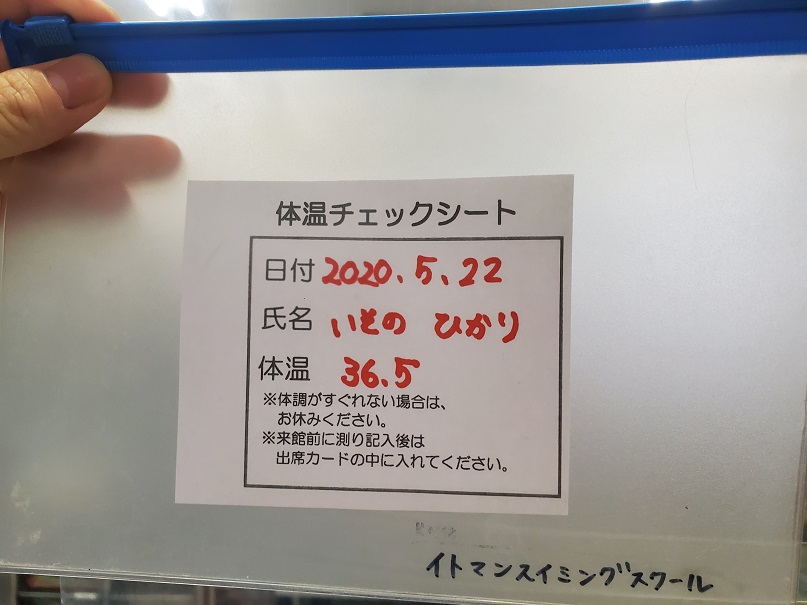 体温チェックシート
日付 2020.5.22
氏名 いその ひかり
体温 36.5
※体調がすぐれない場合は、
お休みください。
※来館前に測り記入後は
出席カードの中に入れてください。
イトマンスイミングスクール